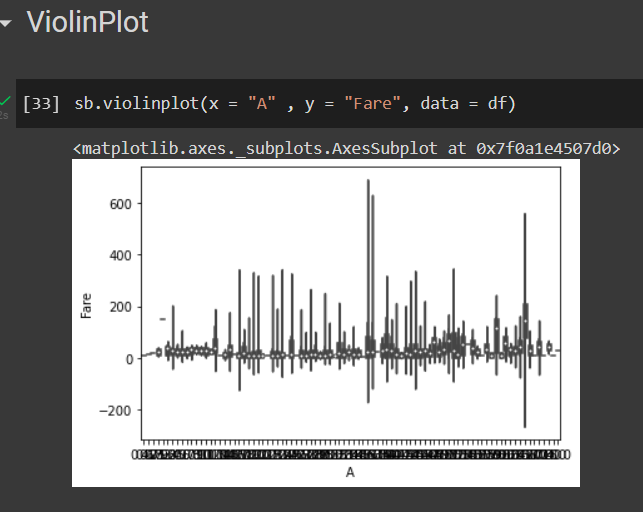 ViolinPlot
[33] sb.violinplot(x = "A" , y = "Fare", data = df)
<matplotlib.axes._subplots.AxesSubplot at 0x7f0a1e4507d0>
600
400
200
0
−200
Fare
A